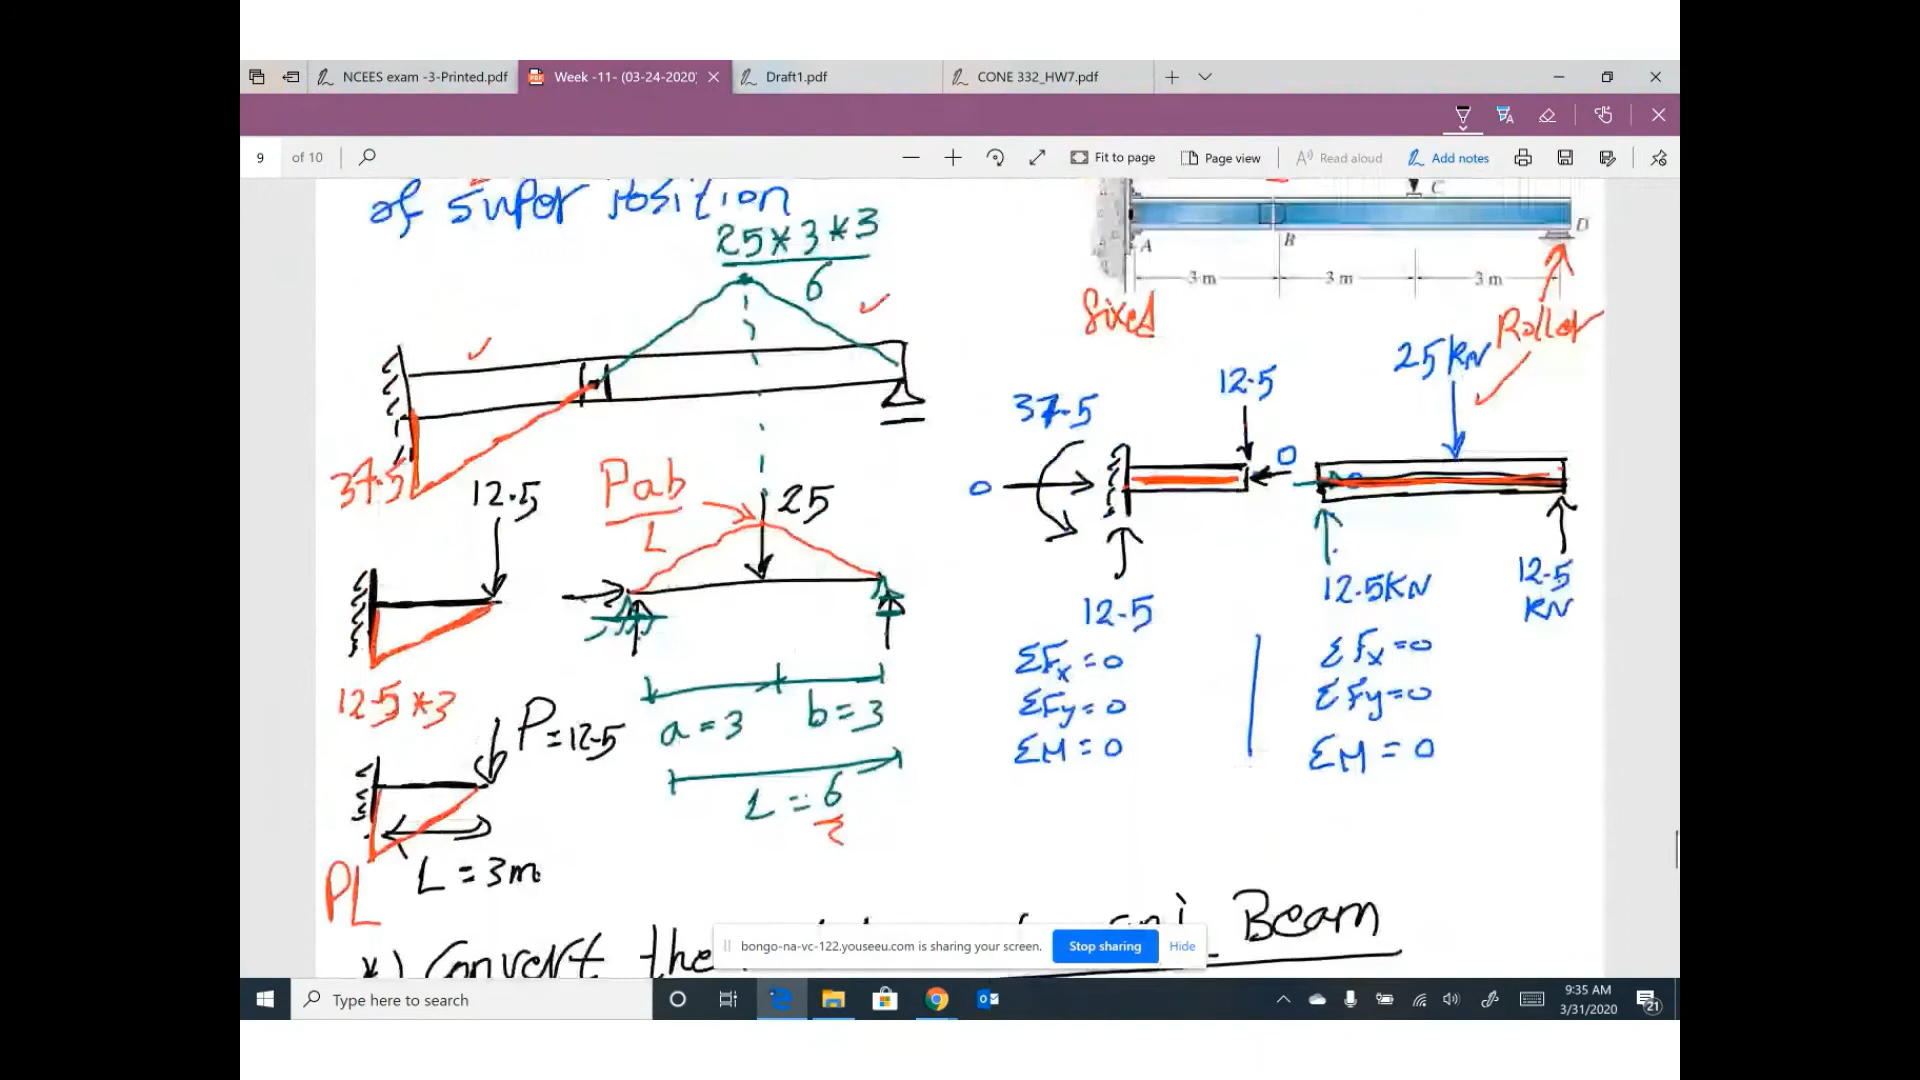 NCEES exam -3-Printed.pdf
Week -11- (03-24-2020)
Draft1.pdf
CONE 332_HW7.pdf
9
of 10
Fit to page
Page view
Read aloud
Add notes
of super position
25*3*3
6
37.5
12.5
12.5*3
P=12.5
PL
L = 3m
Pab
L
25
a = 3
b = 3
L = 6
A
B
C
D
3 m
3 m
3 m
fixed
Roller
37.5
0
12.5
0
12.5
ΣFx = 0
ΣFy = 0
ΣM = 0
25 KN
0
12.5KN
12.5
KN
ΣFx = 0
ΣFy = 0
ΣM = 0
*) Convert the
Beam
bongo-na-vc-122.youseeu.com is sharing your screen.
Stop sharing
Hide
Type here to search
9:35 AM
3/31/2020
21